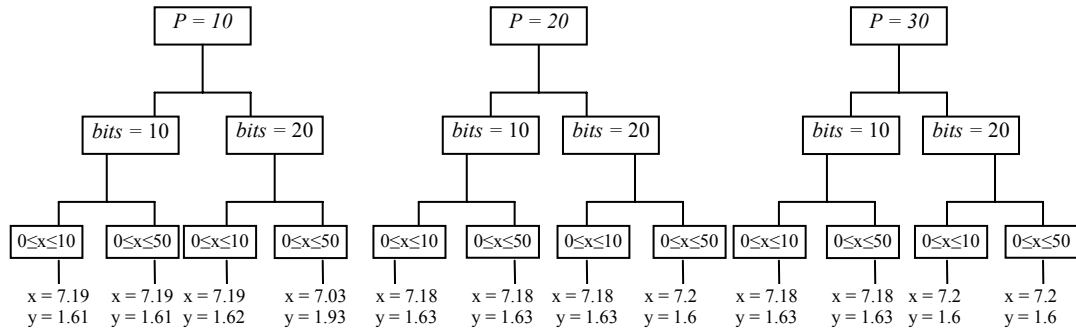 P = 10
P = 20
P = 30
bits = 10
bits = 20
bits = 10
bits = 20
bits = 10
bits = 20
0≤x≤10
0≤x≤50
0≤x≤10
0≤x≤50
0≤x≤10
0≤x≤50
0≤x≤10
0≤x≤50
0≤x≤10
0≤x≤50
0≤x≤10
0≤x≤50
x = 7.19
y = 1.61
x = 7.19
y = 1.61
x = 7.19
y = 1.62
x = 7.03
y = 1.93
x = 7.18
y = 1.63
x = 7.18
y = 1.63
x = 7.18
y = 1.63
x = 7.2
y = 1.6
x = 7.18
y = 1.63
x = 7.18
y = 1.63
x = 7.2
y = 1.6
x = 7.2
y = 1.6